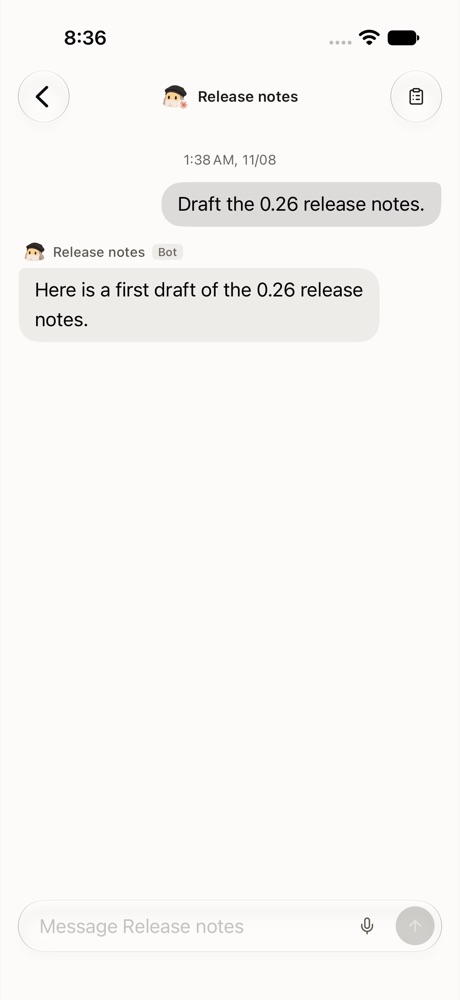 8:36
Release notes
1:38 AM, 11/08
Draft the 0.26 release notes.
Release notes Bot
Here is a first draft of the 0.26 release
notes.
Message Release notes